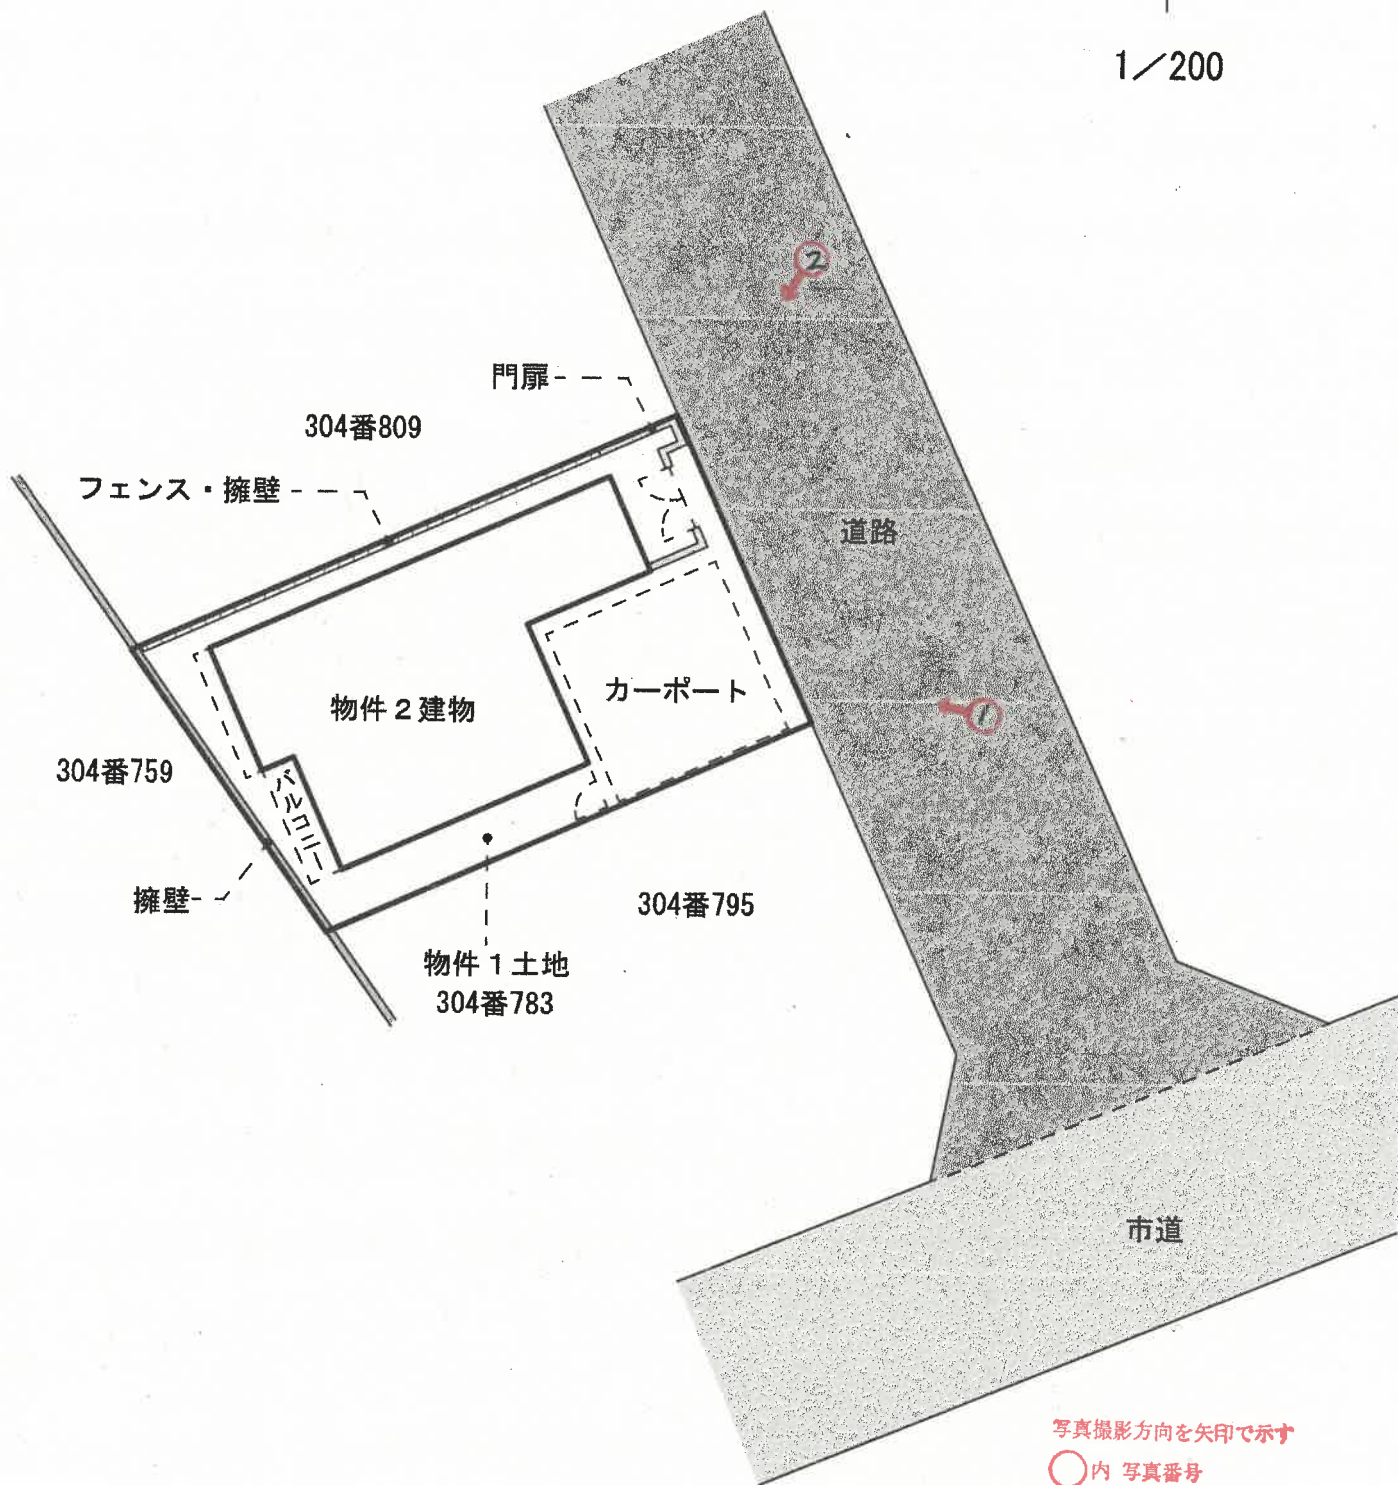 1／200
②
門扉
304番809
フェンス・擁壁
道路
カーポート
物件２建物
①
304番759
バルコニー
擁壁
304番795
物件１土地
304番783
市道
写真撮影方向を矢印で示す
○内 写真番号